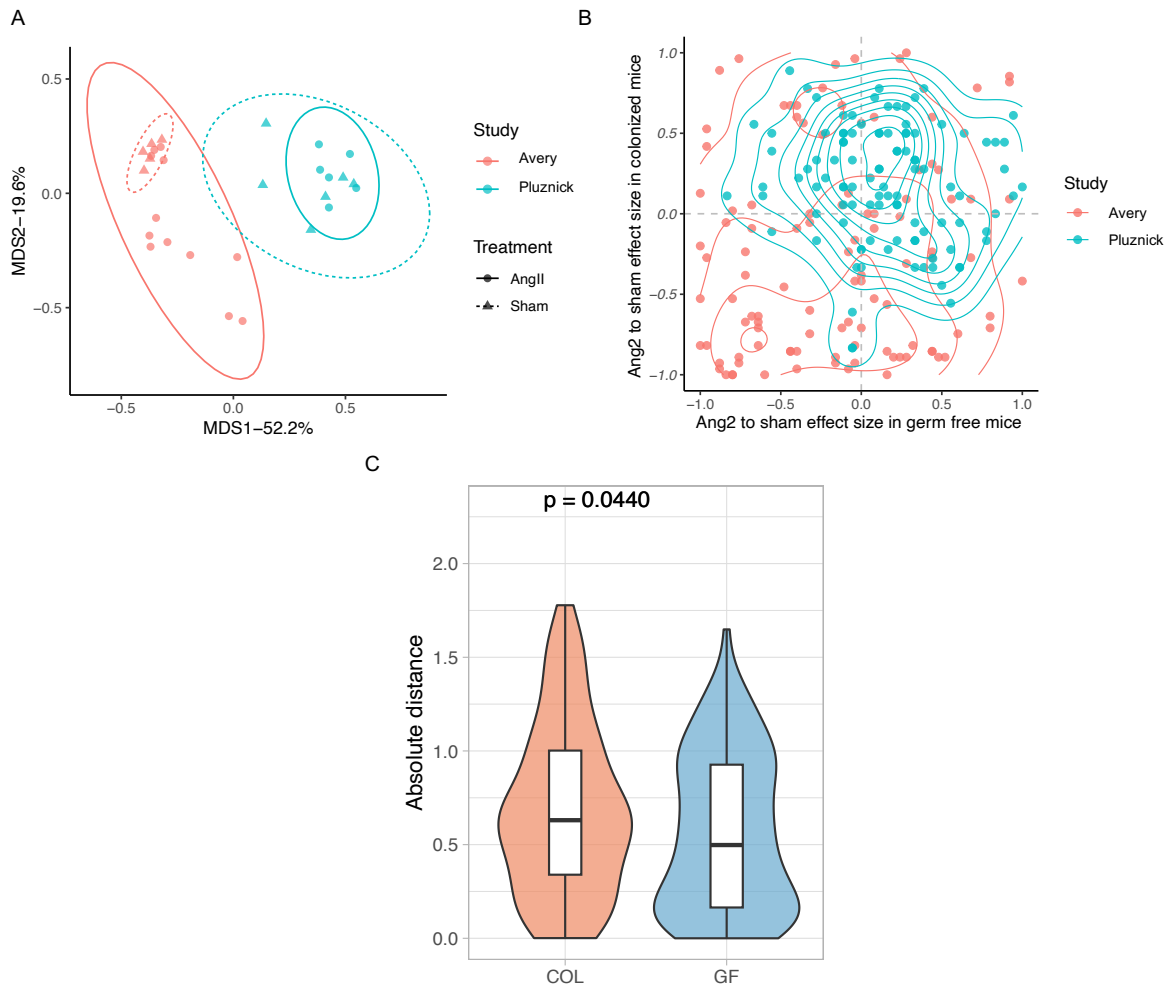 A
0.5
0.0
−0.5
MDS2−19.6%
−0.5
0.0
0.5
MDS1−52.2%
Study
Avery
Pluznick
Treatment
AngII
Sham
B
1.0
0.5
0.0
−0.5
−1.0
Ang2 to sham effect size in colonized mice
−1.0
−0.5
0.0
0.5
1.0
Ang2 to sham effect size in germ free mice
Study
Avery
Pluznick
C
p = 0.0440
2.0
1.5
1.0
0.5
0.0
Absolute distance
COL
GF